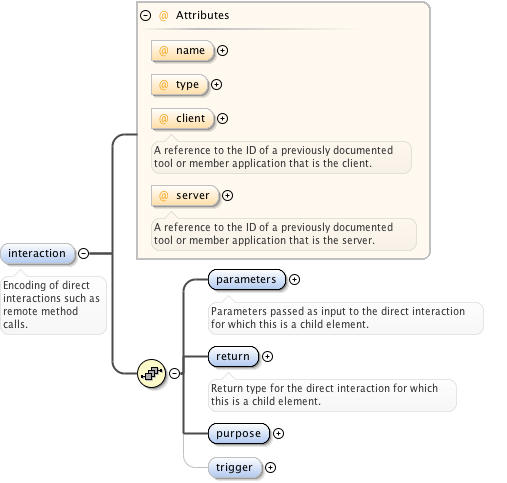 @ Attributes
@ name
@ type
@ client
A reference to the ID of a previously documented
tool or member application that is the client.
@ server
A reference to the ID of a previously documented
tool or member application that is the server.
interaction
Encoding of direct
interactions such as
remote method
calls.
parameters
Parameters passed as input to the direct interaction
for which this is a child element.
return
Return type for the direct interaction for which
this is a child element.
purpose
trigger